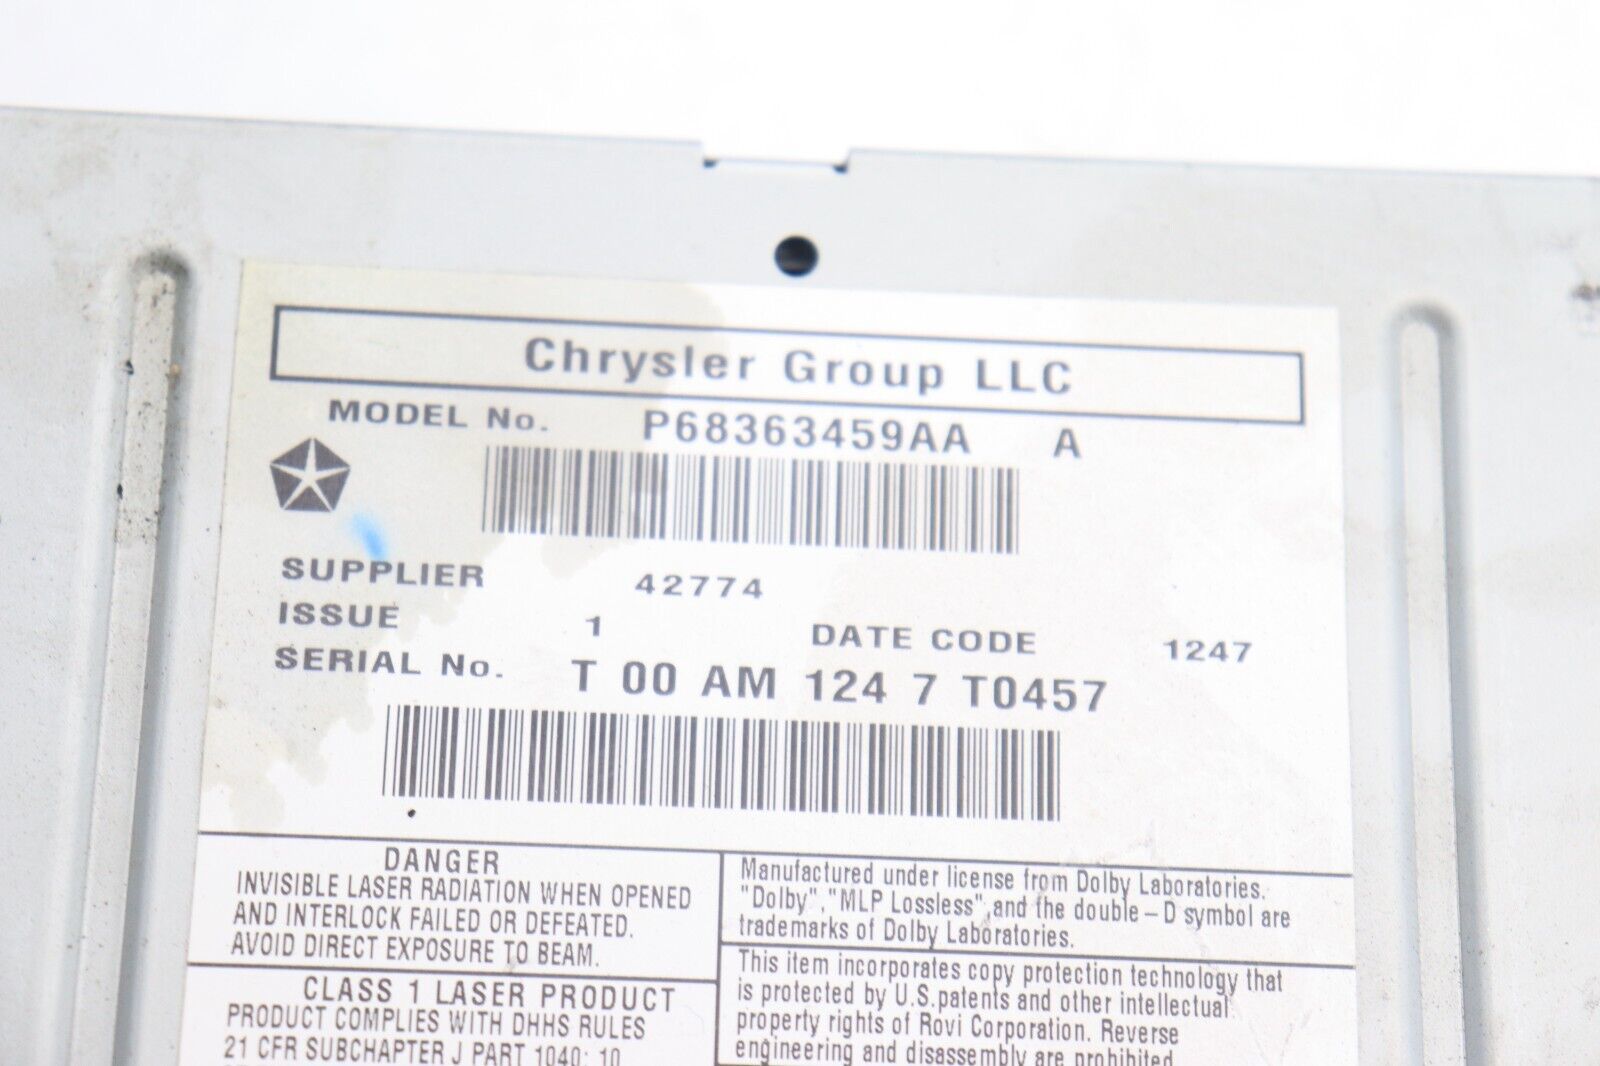 Chrysler Group LLC
MODEL No. P68363459AA A
SUPPLIER 42774
ISSUE 1 DATE CODE 1247
SERIAL No. T 00 AM 124 7 T0457
DANGER
INVISIBLE LASER RADIATION WHEN OPENED
AND INTERLOCK FAILED OR DEFEATED.
AVOID DIRECT EXPOSURE TO BEAM.
CLASS 1 LASER PRODUCT
PRODUCT COMPLIES WITH DHHS RULES
21 CFR SUBCHAPTER J PART 1040: 10
Manufactured under license from Dolby Laboratories.
"Dolby", "MLP Lossless", and the double-D symbol are
trademarks of Dolby Laboratories.
This item incorporates copy protection technology that
is protected by U.S.patents and other intellectual
property rights of Rovi Corporation. Reverse
engineering and disassembly are prohibited